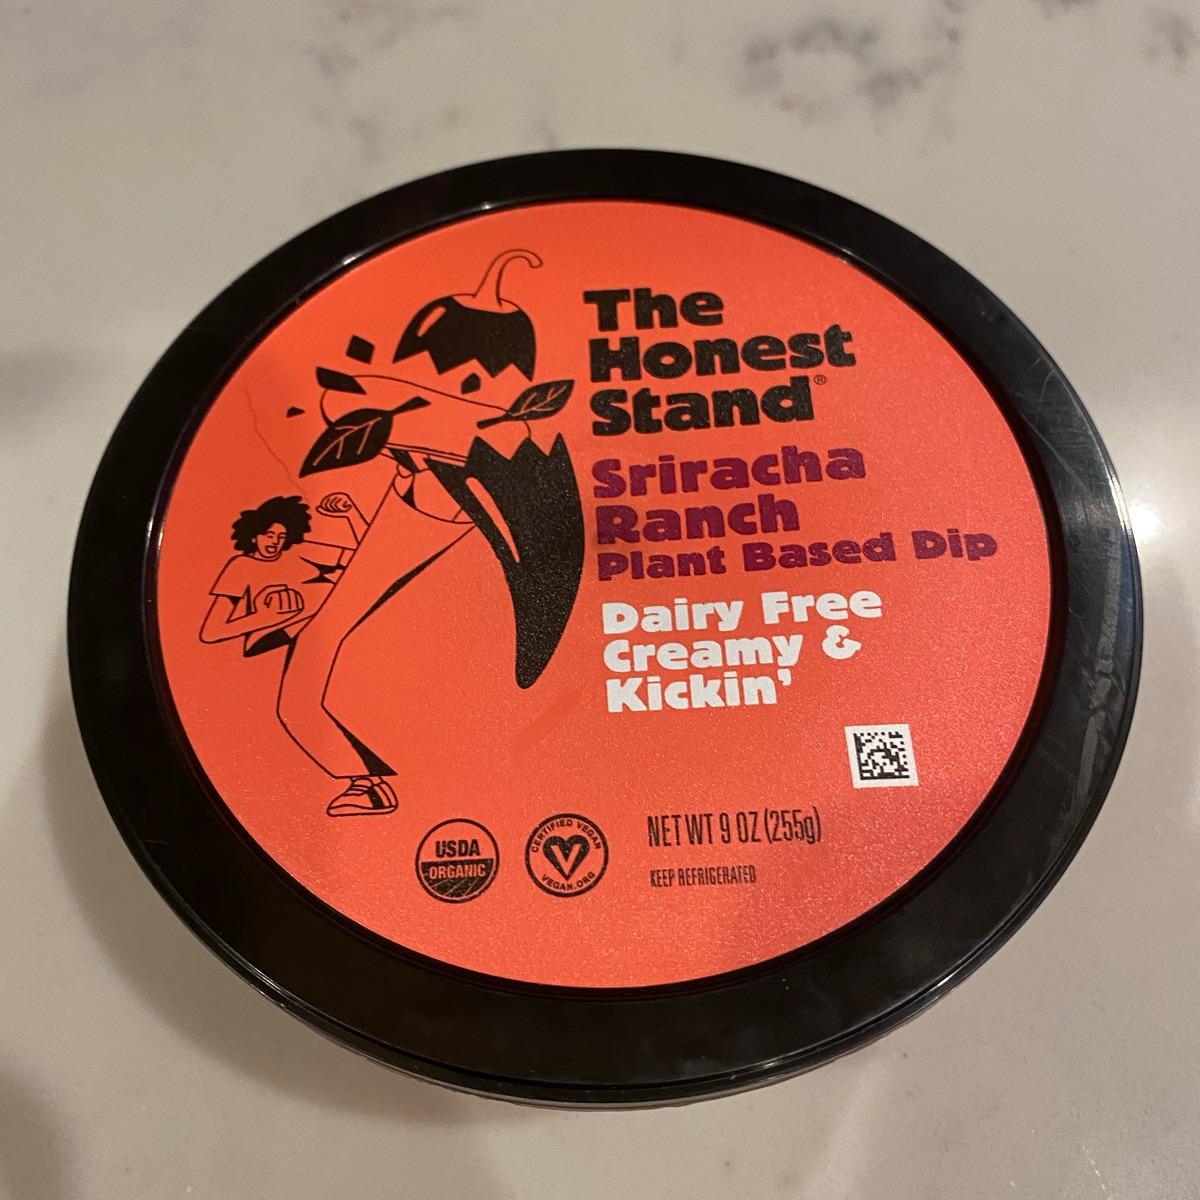 The
Honest
Stand®
Sriracha
Ranch
Plant Based Dip
Dairy Free
Creamy &
Kickin'
USDA
ORGANIC
CERTIFIED VEGAN
VEGAN.ORG
NET WT 9 OZ (255g)
KEEP REFRIGERATED